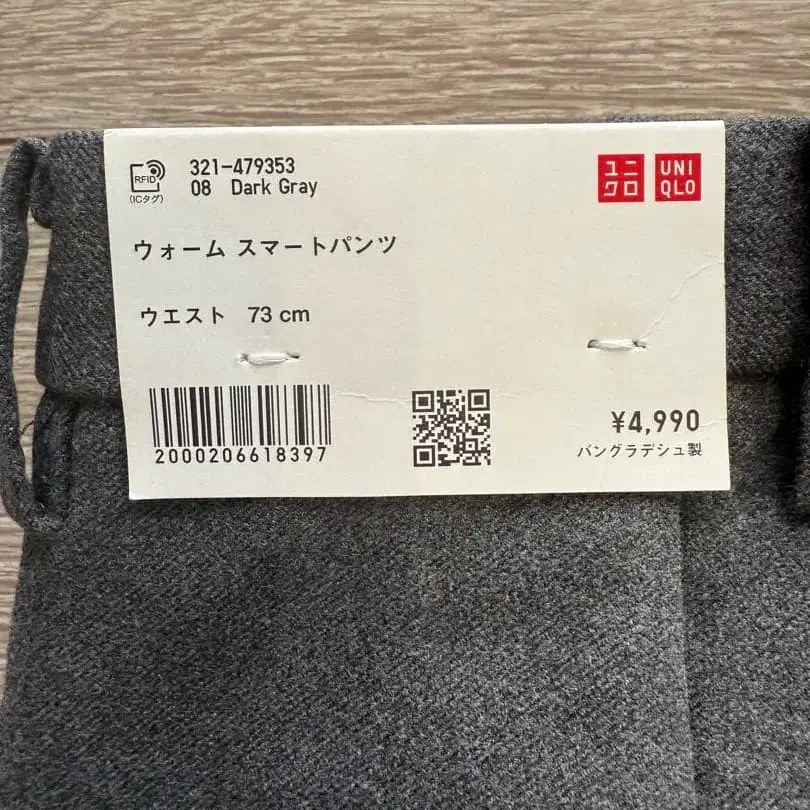 RFID
(ICタグ)
321-479353
08 Dark Gray
ユニ
クロ
UNI
QLO
ウォーム スマートパンツ
ウエスト 73 cm
2000206618397
¥4,990
バングラデシュ製